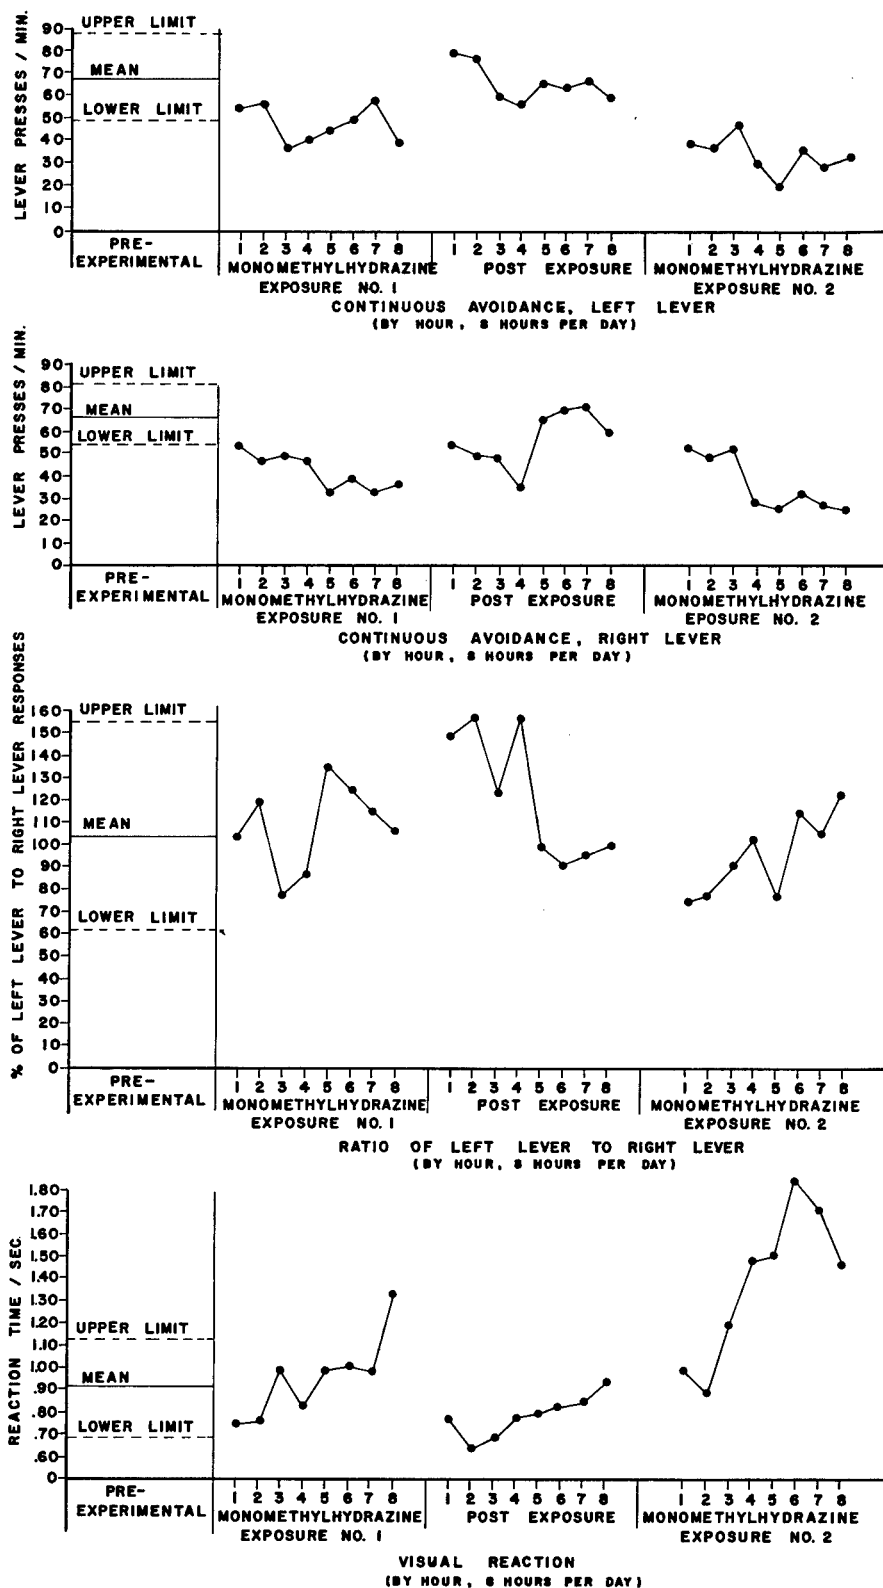 LEVER PRESSES / MIN.
90
80
70
60
50
40
30
20
10
0
UPPER LIMIT
MEAN
LOWER LIMIT
PRE-
EXPERIMENTAL
1 2 3 4 5 6 7 8
MONOMETHYLHYDRAZINE
EXPOSURE NO. 1
1 2 3 4 5 6 7 8
POST EXPOSURE
1 2 3 4 5 6 7 8
MONOMETHYLHYDRAZINE
EXPOSURE NO. 2
CONTINUOUS AVOIDANCE, LEFT LEVER
(BY HOUR, 8 HOURS PER DAY)
LEVER PRESSES / MIN.
90
80
70
60
50
40
30
20
10
0
UPPER LIMIT
MEAN
LOWER LIMIT
PRE-
EXPERIMENTAL
1 2 3 4 5 6 7 8
MONOMETHYLHYDRAZINE
EXPOSURE NO. 1
1 2 3 4 5 6 7 8
POST EXPOSURE
1 2 3 4 5 6 7 8
MONOMETHYLHYDRAZINE
EPOSURE NO. 2
CONTINUOUS AVOIDANCE, RIGHT LEVER
(BY HOUR, 8 HOURS PER DAY)
% OF LEFT LEVER TO RIGHT LEVER RESPONSES
160
150
140
130
120
110
100
90
80
70
60
50
40
30
20
10
0
UPPER LIMIT
MEAN
LOWER LIMIT
PRE-
EXPERIMENTAL
1 2 3 4 5 6 7 8
MONOMETHYLHYDRAZINE
EXPOSURE NO. 1
1 2 3 4 5 6 7 8
POST EXPOSURE
1 2 3 4 5 6 7 8
MONOMETHYLHYDRAZINE
EXPOSURE NO. 2
RATIO OF LEFT LEVER TO RIGHT LEVER
(BY HOUR, 8 HOURS PER DAY)
REACTION TIME / SEC.
1.80
1.70
1.60
1.50
1.40
1.30
1.20
1.10
1.00
.90
.80
.70
.60
0
UPPER LIMIT
MEAN
LOWER LIMIT
PRE-
EXPERIMENTAL
1 2 3 4 5 6 7 8
MONOMETHYLHYDRAZINE
EXPOSURE NO. 1
1 2 3 4 5 6 7 8
POST EXPOSURE
1 2 3 4 5 6 7 8
MONOMETHYLHYDRAZINE
EXPOSURE NO. 2
VISUAL REACTION
(BY HOUR, 8 HOURS PER DAY)